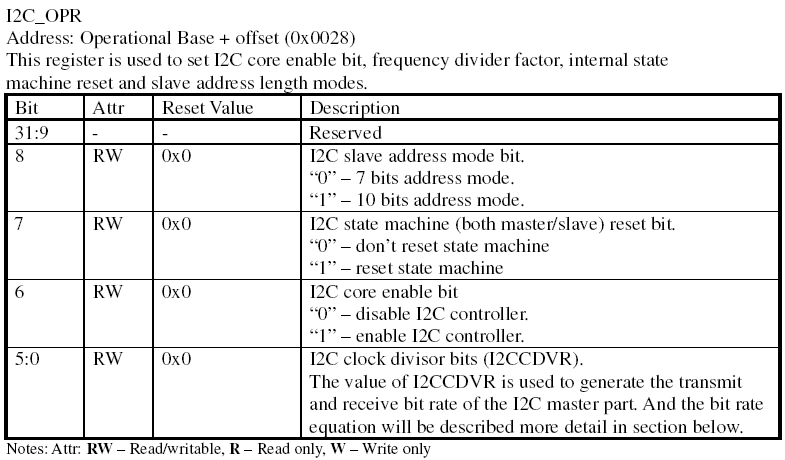 I2C_OPR
Address: Operational Base + offset (0x0028)
This register is used to set I2C core enable bit, frequency divider factor, internal state
machine reset and slave address length modes.
Bit Attr Reset Value Description
31:9 - - Reserved
8 RW 0x0 I2C slave address mode bit.
“0” – 7 bits address mode.
“1” – 10 bits address mode.
7 RW 0x0 I2C state machine (both master/slave) reset bit.
“0” – don’t reset state machine
“1” – reset state machine
6 RW 0x0 I2C core enable bit
“0” – disable I2C controller.
“1” – enable I2C controller.
5:0 RW 0x0 I2C clock divisor bits (I2CCDVR).
The value of I2CCDVR is used to generate the transmit
and receive bit rate of the I2C master part. And the bit rate
equation will be described more detail in section below.
Notes: Attr: RW – Read/writable, R – Read only, W – Write only